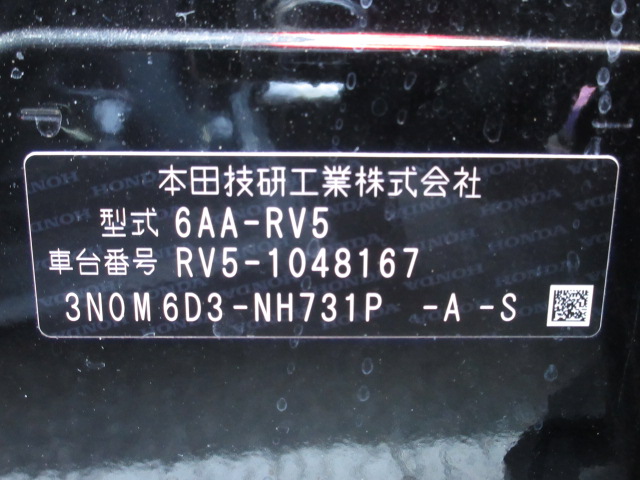 本田技研工業株式会社
型式 6AA-RV5
車台番号 RV5-1048167
3N0M6D3-NH731P -A -S